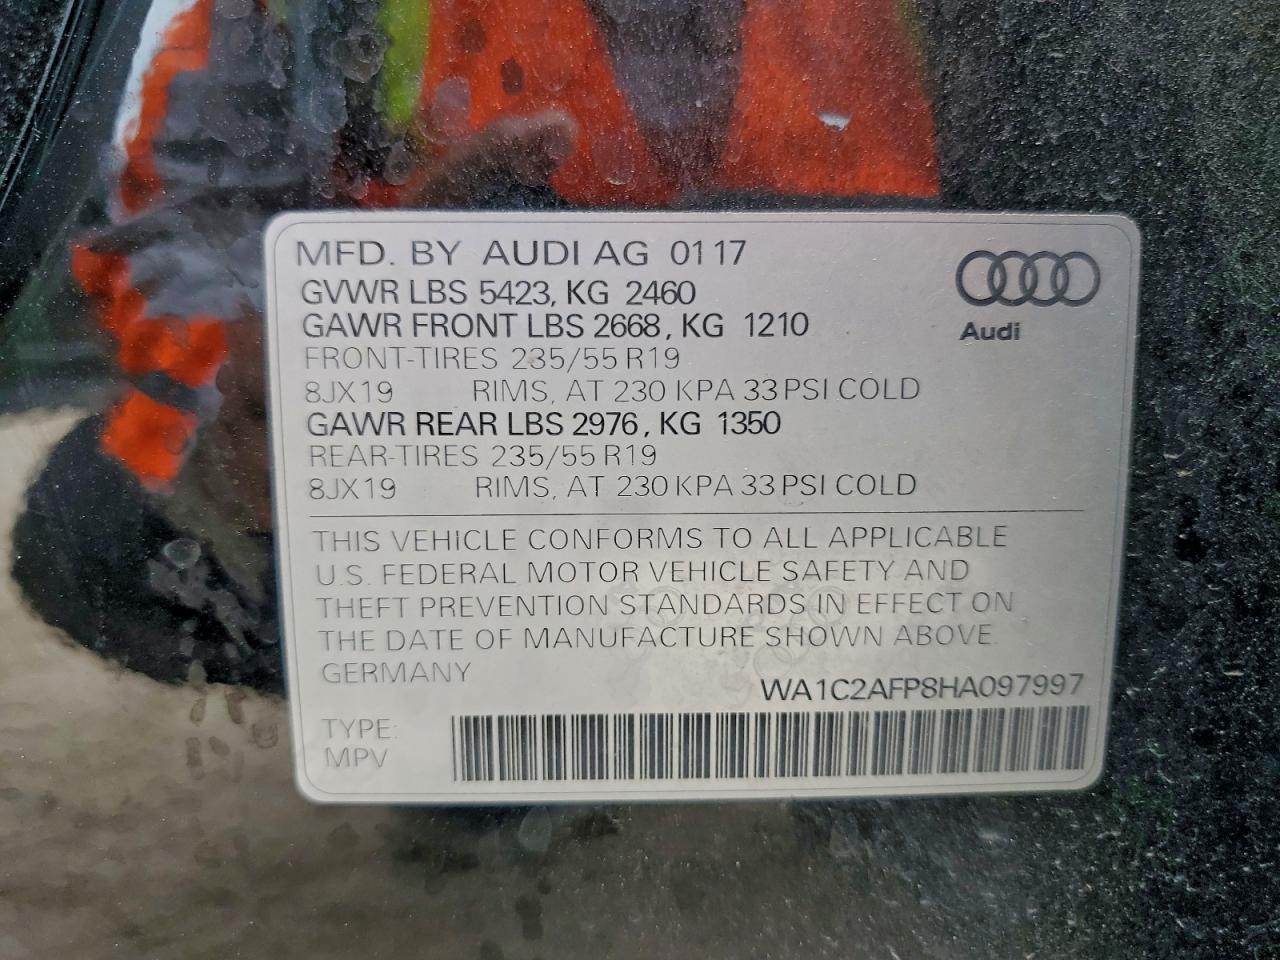 MFD. BY AUDI AG 01 17
GVWR LBS 5423, KG 2460
GAWR FRONT LBS 2668, KG 1210
FRONT-TIRES 235/55 R19
8JX19 RIMS, AT 230 KPA 33 PSI COLD
GAWR REAR LBS 2976, KG 1350
REAR-TIRES 235/55 R19
8JX19 RIMS, AT 230 KPA 33 PSI COLD
Audi
THIS VEHICLE CONFORMS TO ALL APPLICABLE
U.S. FEDERAL MOTOR VEHICLE SAFETY AND
THEFT PREVENTION STANDARDS IN EFFECT ON
THE DATE OF MANUFACTURE SHOWN ABOVE.
GERMANY
WA1C2AFP8HA097997
TYPE:
MPV